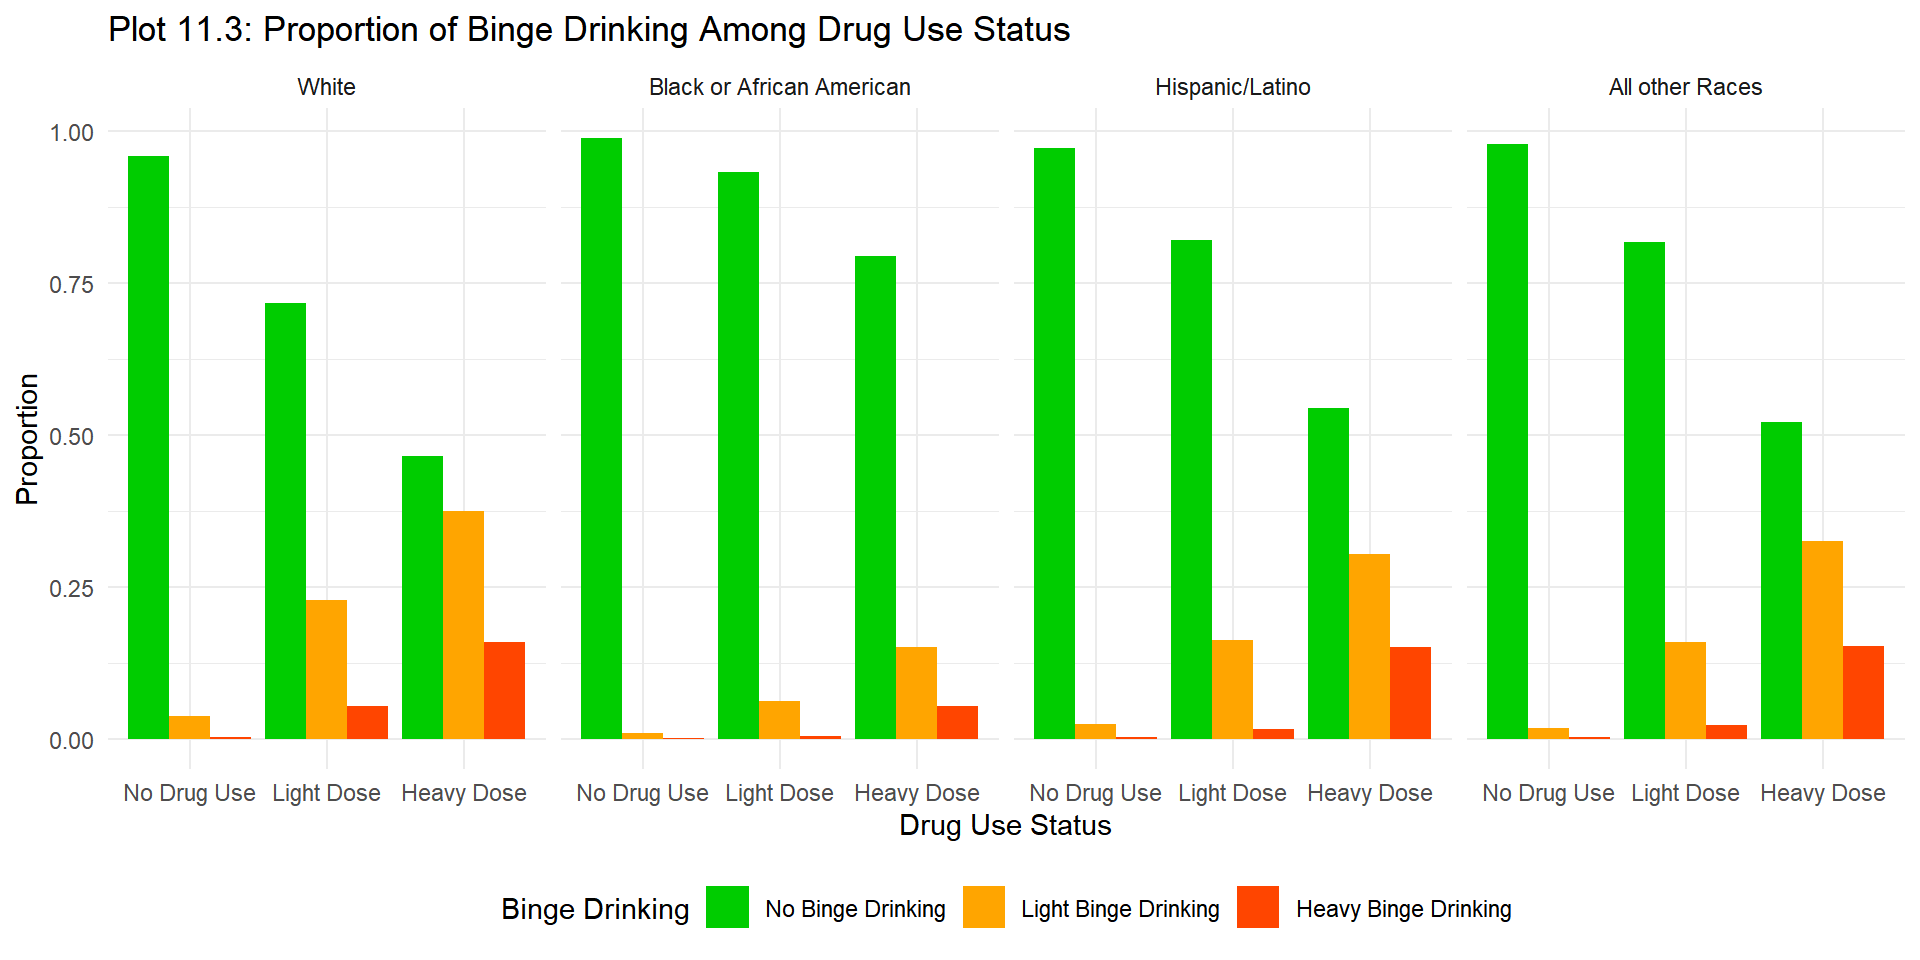 Plot 11.3: Proportion of Binge Drinking Among Drug Use Status
White
Black or African American
Hispanic/Latino
All other Races
1.00
0.75
0.50
0.25
0.00
Proportion
No Drug Use Light Dose Heavy Dose
No Drug Use Light Dose Heavy Dose
No Drug Use Light Dose Heavy Dose
No Drug Use Light Dose Heavy Dose
Drug Use Status
Binge Drinking No Binge Drinking Light Binge Drinking Heavy Binge Drinking